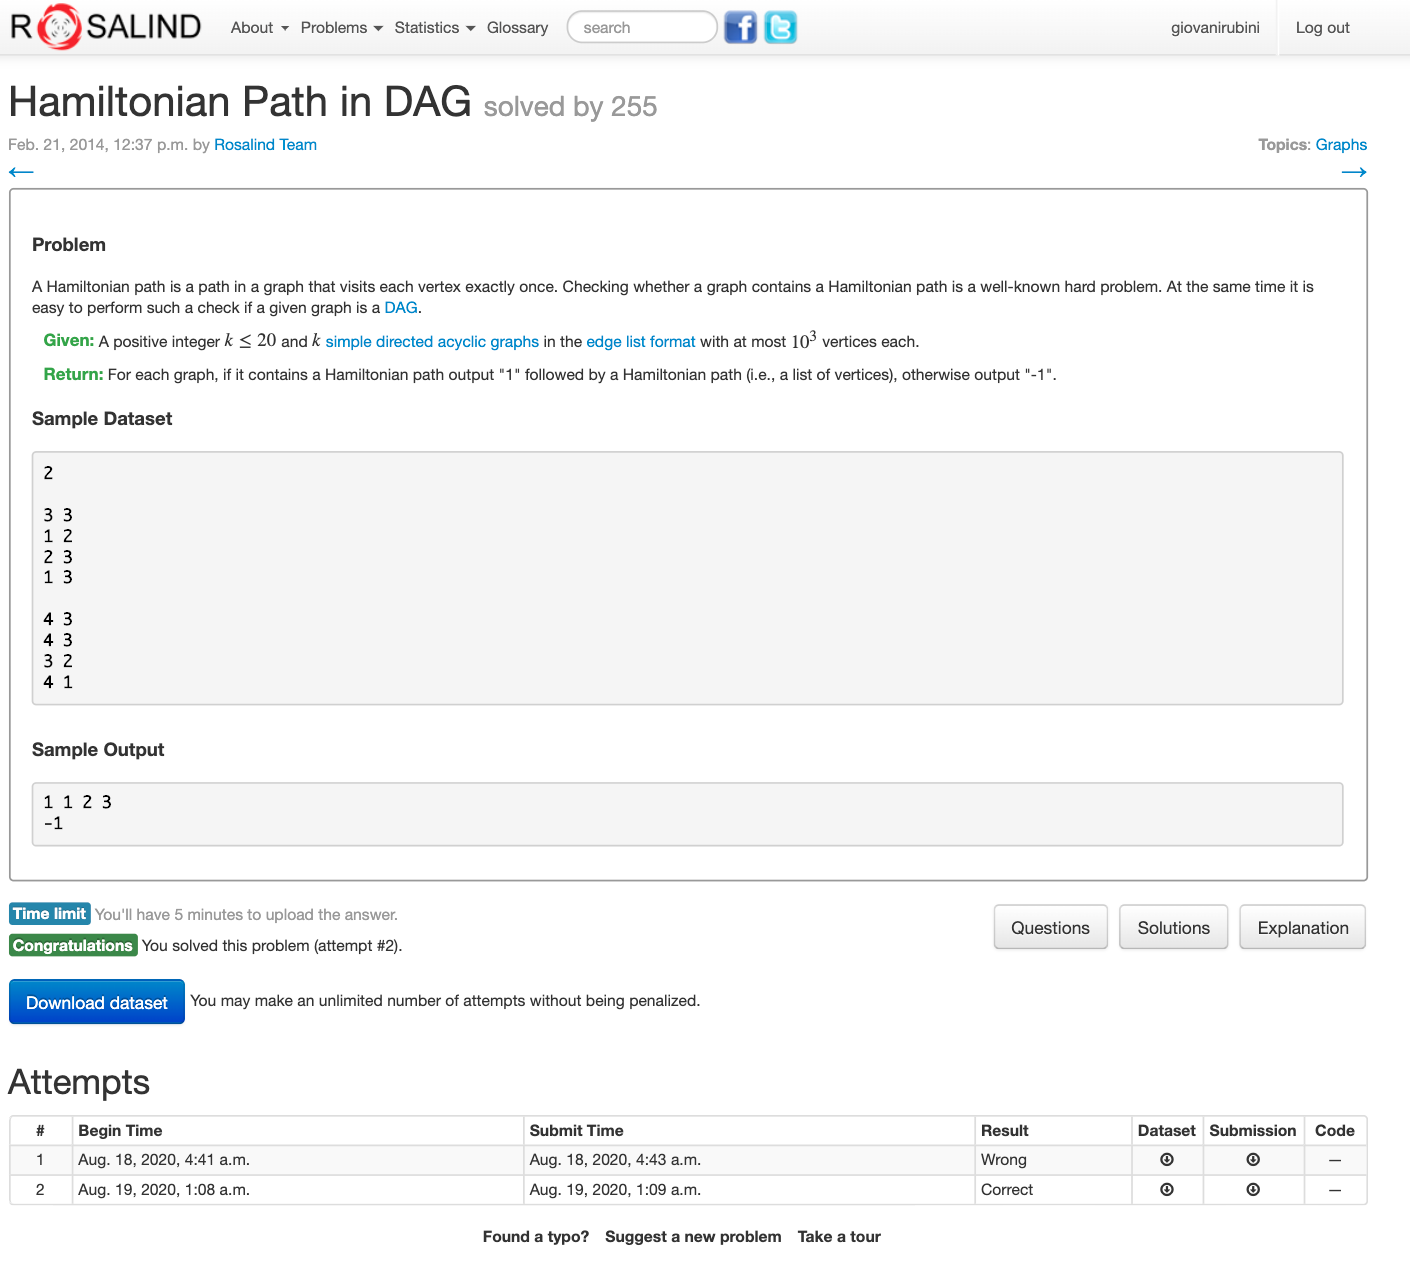 ROSALIND About Problems Statistics Glossary search f t giovanirubini Log out
Hamiltonian Path in DAG solved by 255
Feb. 21, 2014, 12:37 p.m. by Rosalind Team Topics: Graphs
← →
Problem
A Hamiltonian path is a path in a graph that visits each vertex exactly once. Checking whether a graph contains a Hamiltonian path is a well-known hard problem. At the same time it is
easy to perform such a check if a given graph is a DAG.
Given: A positive integer k ≤ 20 and k simple directed acyclic graphs in the edge list format with at most 10³ vertices each.
Return: For each graph, if it contains a Hamiltonian path output "1" followed by a Hamiltonian path (i.e., a list of vertices), otherwise output "-1".
Sample Dataset
2
3 3
1 2
2 3
1 3
4 3
4 3
3 2
4 1
Sample Output
1 1 2 3
-1
Time limit You'll have 5 minutes to upload the answer.
Congratulations You solved this problem (attempt #2).
Questions Solutions Explanation
Download dataset You may make an unlimited number of attempts without being penalized.
Attempts
# Begin Time Submit Time Result Dataset Submission Code
1 Aug. 18, 2020, 4:41 a.m. Aug. 18, 2020, 4:43 a.m. Wrong —
2 Aug. 19, 2020, 1:08 a.m. Aug. 19, 2020, 1:09 a.m. Correct —
Found a typo? Suggest a new problem Take a tour